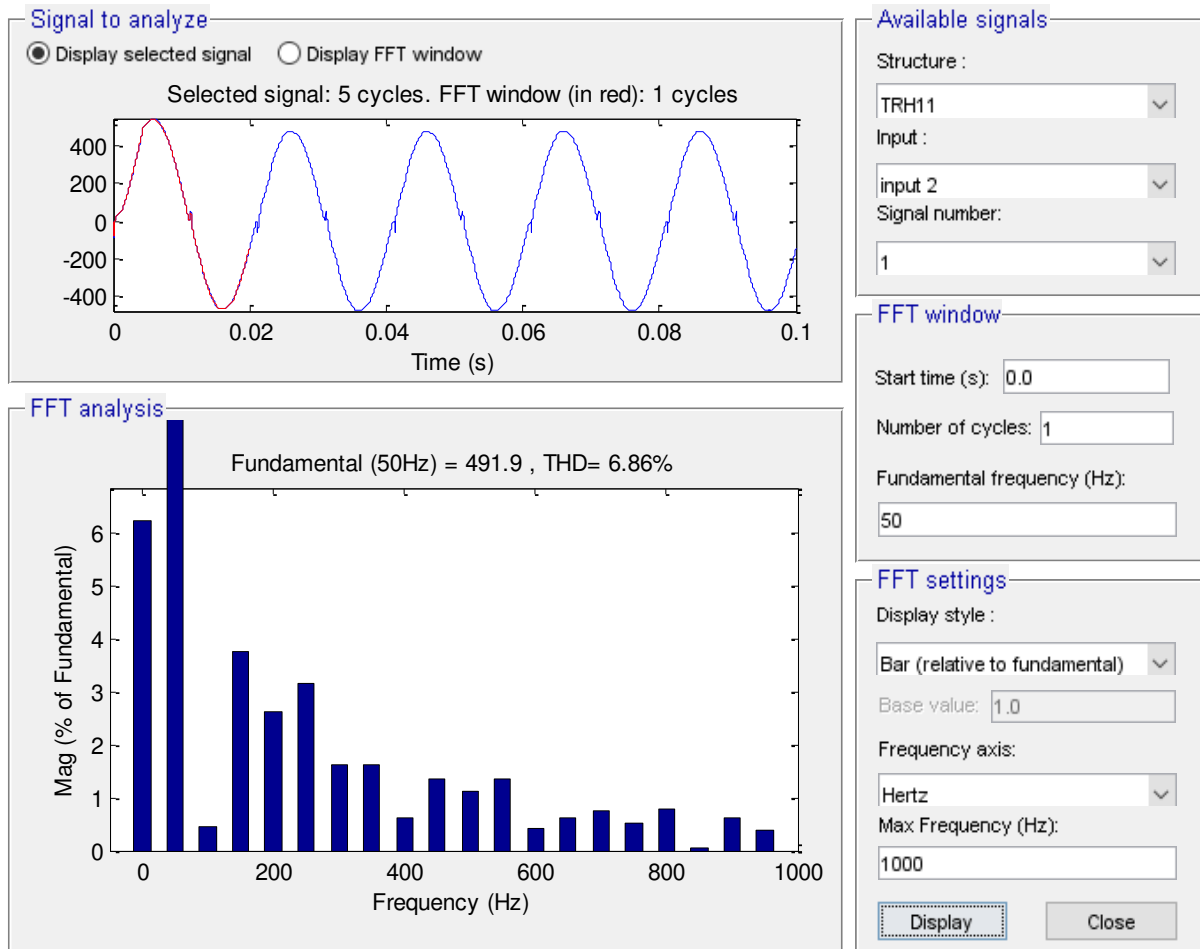 Signal to analyze
Display selected signal Display FFT window
Selected signal: 5 cycles. FFT window (in red): 1 cycles
400
200
0
-200
-400
0 0.02 0.04 0.06 0.08 0.1
Time (s)
FFT analysis
Fundamental (50Hz) = 491.9 , THD= 6.86%
Mag (% of Fundamental)
6
5
4
3
2
1
0
0 200 400 600 800 1000
Frequency (Hz)
Available signals
Structure :
TRH11
Input :
input 2
Signal number:
1
FFT window
Start time (s): 0.0
Number of cycles: 1
Fundamental frequency (Hz):
50
FFT settings
Display style :
Bar (relative to fundamental)
Base value: 1.0
Frequency axis:
Hertz
Max Frequency (Hz):
1000
Display Close